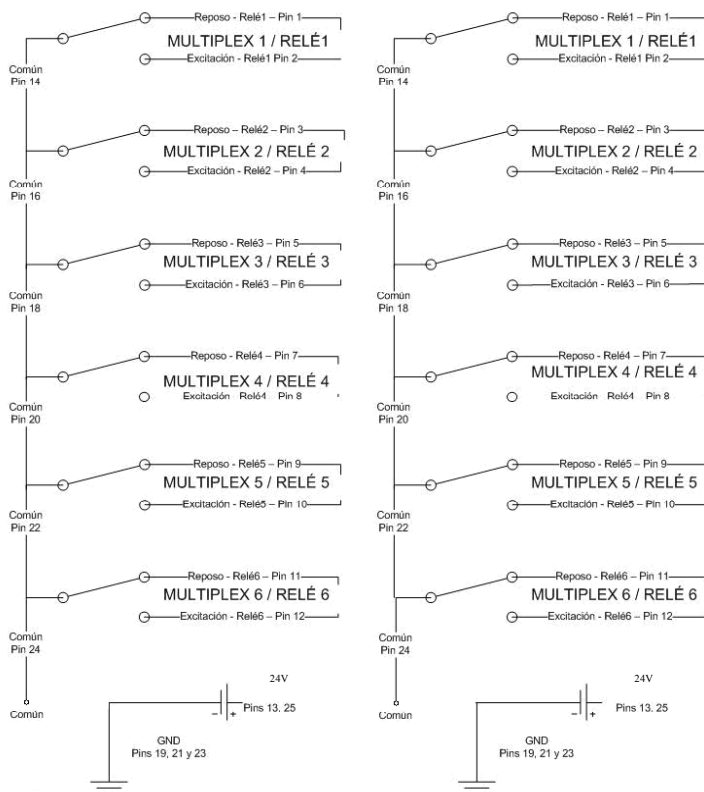 Reposo - Relé1 – Pin 1
MULTIPLEX 1 / RELÉ1
Excitación - Relé1 Pin 2
Común
Pin 14
Reposo – Relé2 – Pin 3
MULTIPLEX 2 / RELÉ 2
Excitación - Relé2 – Pin 4
Común
Pin 16
Reposo - Relé3 – Pin 5
MULTIPLEX 3 / RELÉ 3
Excitación - Relé3 – Pin 6
Común
Pin 18
Reposo - Relé4 – Pin 7
MULTIPLEX 4 / RELÉ 4
Excitación Relé4 Pin 8
Común
Pin 20
Reposo - Relé5 – Pin 9
MULTIPLEX 5 / RELÉ 5
Excitación - Relé5 – Pin 10
Común
Pin 22
Reposo - Relé6 – Pin 11
MULTIPLEX 6 / RELÉ 6
Excitación - Relé6 – Pin 12
Común
Pin 24
Común
24V
– +
Pins 13. 25
GND
Pins 19, 21 y 23
Reposo - Relé1 – Pin 1
MULTIPLEX 1 / RELÉ1
Excitación - Relé1 Pin 2
Común
Pin 14
Reposo – Relé2 – Pin 3
MULTIPLEX 2 / RELÉ 2
Excitación - Relé2 – Pin 4
Común
Pin 16
Reposo - Relé3 – Pin 5
MULTIPLEX 3 / RELÉ 3
Excitación - Relé3 – Pin 6
Común
Pin 18
Reposo - Relé4 – Pin 7
MULTIPLEX 4 / RELÉ 4
Excitación Relé4 Pin 8
Común
Pin 20
Reposo - Relé5 – Pin 9
MULTIPLEX 5 / RELÉ 5
Excitación - Relé5 – Pin 10
Común
Pin 22
Reposo - Relé6 – Pin 11
MULTIPLEX 6 / RELÉ 6
Excitación - Relé6 – Pin 12
Común
Pin 24
Común
24V
– +
Pins 13. 25
GND
Pins 19, 21 y 23